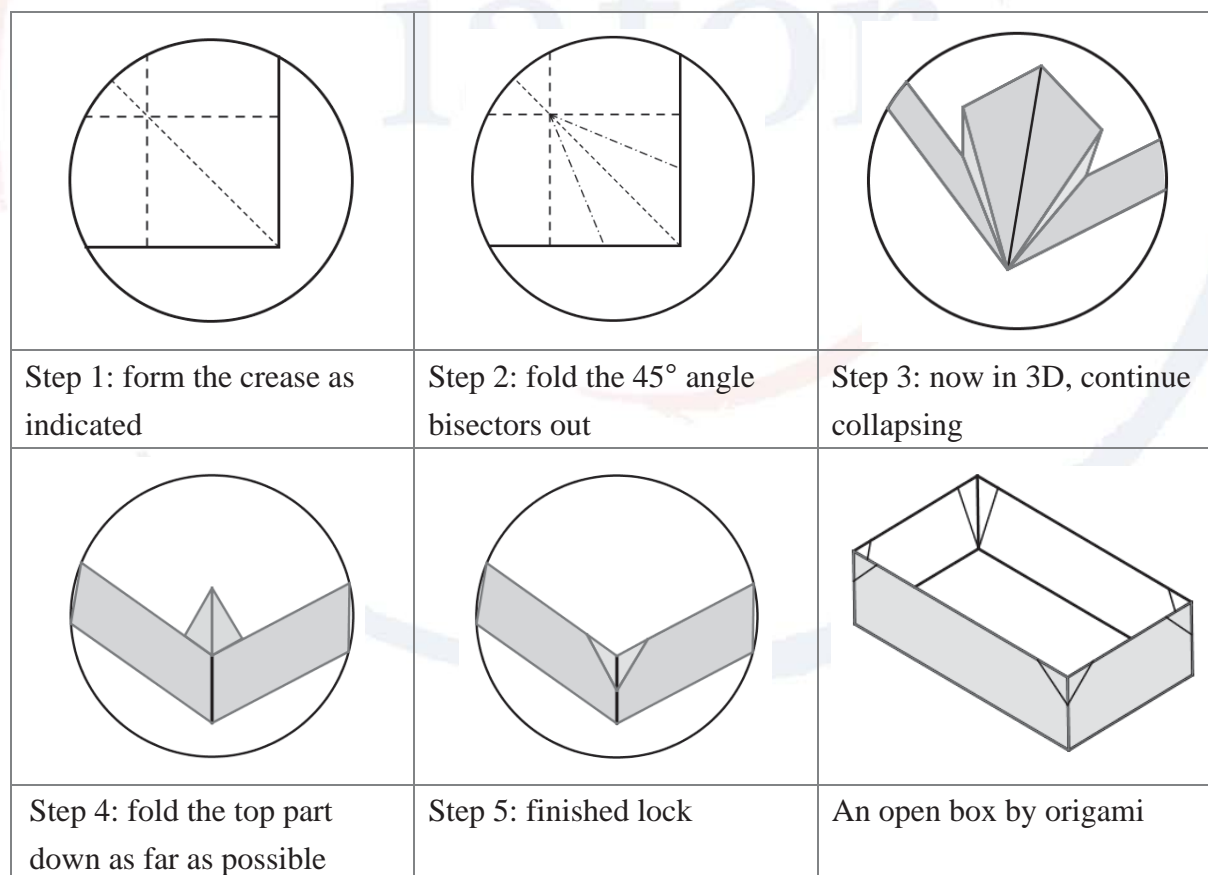 Step 1: form the crease as
indicated
Step 2: fold the 45° angle
bisectors out
Step 3: now in 3D, continue
collapsing
Step 4: fold the top part
down as far as possible
Step 5: finished lock
An open box by origami